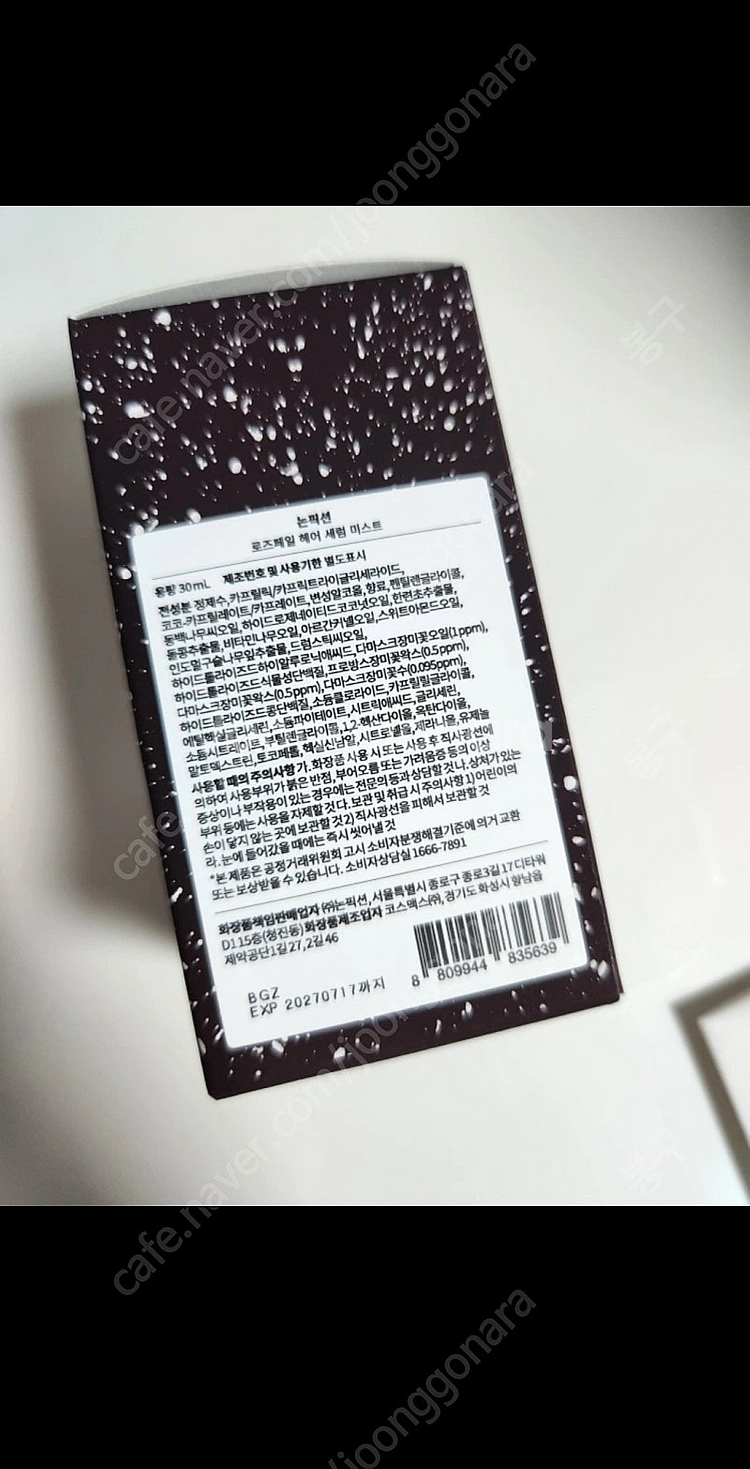 논픽션
로즈페일 헤어 세럼 미스트
용량 30mL 제조번호 및 사용기한 별도표시
전성분 정제수, 카프릴릭/카프릭트라이글리세라이드,
코코-카프릴레이트/카프레이트, 변성알코올, 향료, 펜틸렌글라이콜,
동백나무씨오일, 하이드로제네이티드코코넛오일, 한련초추출물,
돌콩추출물, 비타민나무오일, 아르간커넬오일, 스위트아몬드오일,
인도멀구슬나무잎추출물, 드럼스틱씨오일,
하이드롤라이즈드하이알루로닉애씨드, 다마스크장미꽃오일(1ppm),
하이드롤라이즈드식물성단백질, 프로방스장미꽃왁스(0.5ppm),
다마스크장미꽃왁스(0.5ppm), 다마스크장미꽃수(0.095ppm),
하이드롤라이즈드콩단백질, 소듐클로라이드, 카프릴릴글라이콜,
에틸헥실글리세린, 소듐파이테이트, 시트릭애씨드, 글리세린,
소듐시트레이트, 부틸렌글라이콜, 1,2-헥산다이올, 옥탄다이올,
말토덱스트린, 토코페롤, 헥실신남알, 시트로넬올, 제라니올, 유제놀
사용할 때의 주의사항 가. 화장품 사용 시 또는 사용 후 직사광선에
의하여 사용부위가 붉은 반점, 부어오름 또는 가려움증 등의 이상
증상이나 부작용이 있는 경우에는 전문의 등과 상담할 것 나. 상처가 있는
부위 등에는 사용을 자제할 것 다. 보관 및 취급 시 주의사항 1) 어린이의
손이 닿지 않는 곳에 보관할 것 2) 직사광선을 피해서 보관할 것
라. 눈에 들어갔을 때에는 즉시 씻어낼 것
*본 제품은 공정거래위원회 고시 소비자분쟁해결기준에 의거 교환
또는 보상받을 수 있습니다. 소비자상담실 1666-7891
화장품책임판매업자 ㈜논픽션, 서울특별시 종로구 종로3길 17 디타워
D1 15층(청진동) 화장품제조업자 코스맥스㈜, 경기도 화성시 향남읍
제약공단1길 27, 2길 46
8 809944 835639
BGZ
EXP 20270717까지
cafe.naver.com/joonggonara
봉구
cafe.naver.com/joonggonara
봉구
cafe.naver.com/joonggonara